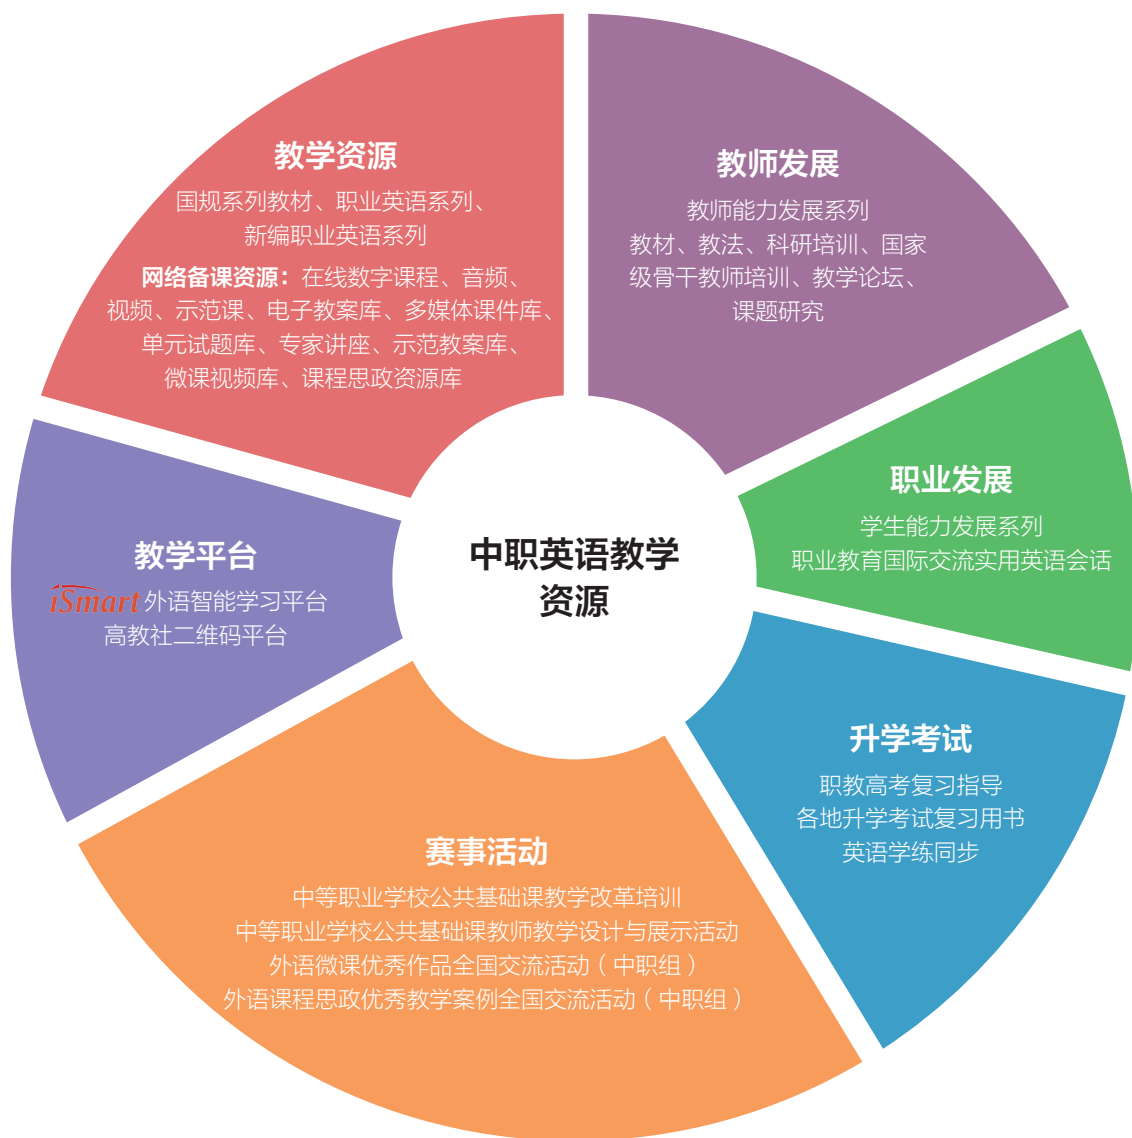 教学资源
国规系列教材、职业英语系列、
新编职业英语系列
网络备课资源：在线数字课程、音频、
视频、示范课、电子教案库、多媒体课件库、
单元试题库、专家讲座、示范教案库、
微课视频库、课程思政资源库
教师发展
教师能力发展系列
教材、教法、科研培训、国家
级骨干教师培训、教学论坛、
课题研究
职业发展
学生能力发展系列
职业教育国际交流实用英语会话
升学考试
职教高考复习指导
各地升学考试复习用书
英语学练同步
赛事活动
中等职业学校公共基础课教学改革培训
中等职业学校公共基础课教师教学设计与展示活动
外语微课优秀作品全国交流活动（中职组）
外语课程思政优秀教学案例全国交流活动（中职组）
教学平台
iSmart 外语智能学习平台
高教社二维码平台
中职英语教学
资源